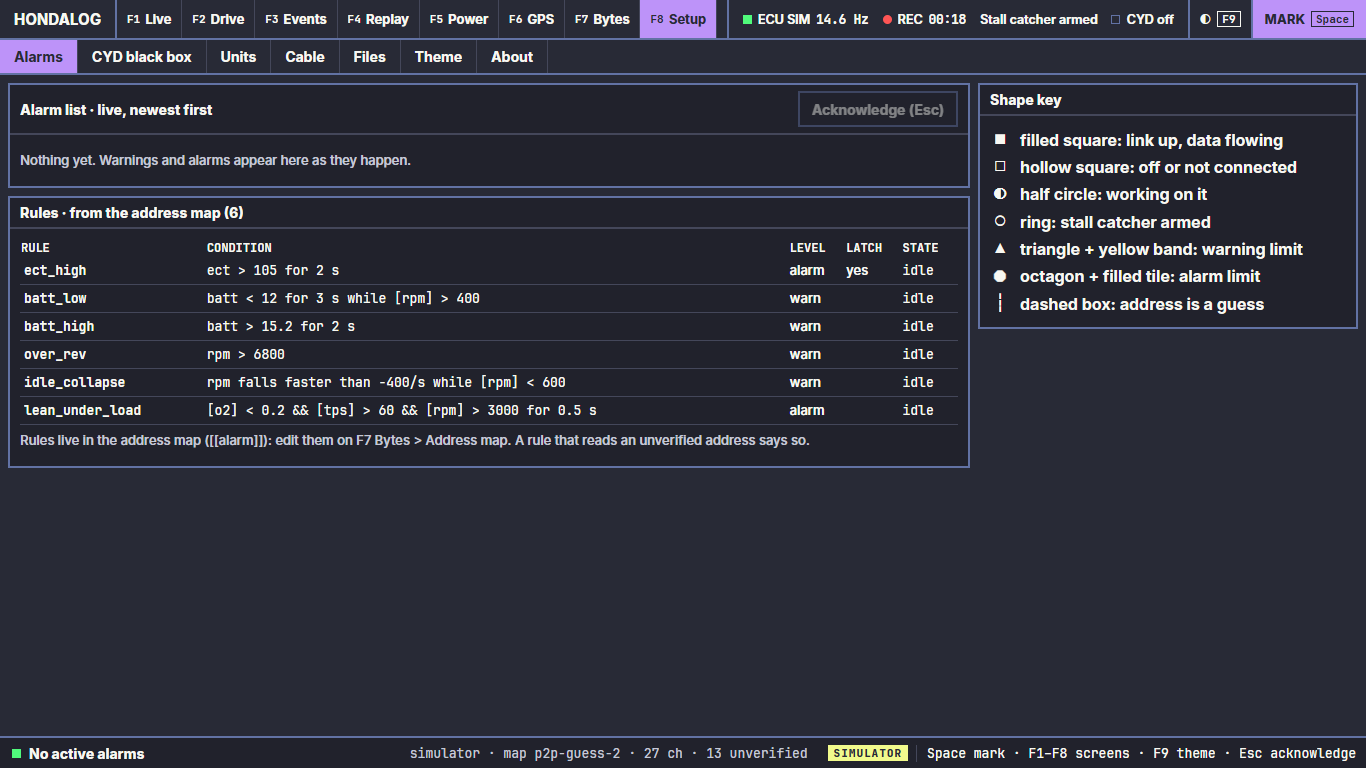 HONDALOG F1 Live F2 Drive F3 Events F4 Replay F5 Power F6 GPS F7 Bytes F8 Setup ECU SIM 14.6 Hz REC 00:18 Stall catcher armed CYD off F9 MARK Space
Alarms CYD black box Units Cable Files Theme About
Alarm list · live, newest first Acknowledge (Esc)
Nothing yet. Warnings and alarms appear here as they happen.
Rules · from the address map (6)
RULE CONDITION LEVEL LATCH STATE
ect_high ect > 105 for 2 s alarm yes idle
batt_low batt < 12 for 3 s while [rpm] > 400 warn idle
batt_high batt > 15.2 for 2 s warn idle
over_rev rpm > 6800 warn idle
idle_collapse rpm falls faster than -400/s while [rpm] < 600 warn idle
lean_under_load [o2] < 0.2 && [tps] > 60 && [rpm] > 3000 for 0.5 s alarm idle
Rules live in the address map ([[alarm]]): edit them on F7 Bytes > Address map. A rule that reads an unverified address says so.
Shape key
filled square: link up, data flowing
hollow square: off or not connected
half circle: working on it
ring: stall catcher armed
triangle + yellow band: warning limit
octagon + filled tile: alarm limit
dashed box: address is a guess
No active alarms simulator · map p2p-guess-2 · 27 ch · 13 unverified SIMULATOR Space mark · F1–F8 screens · F9 theme · Esc acknowledge